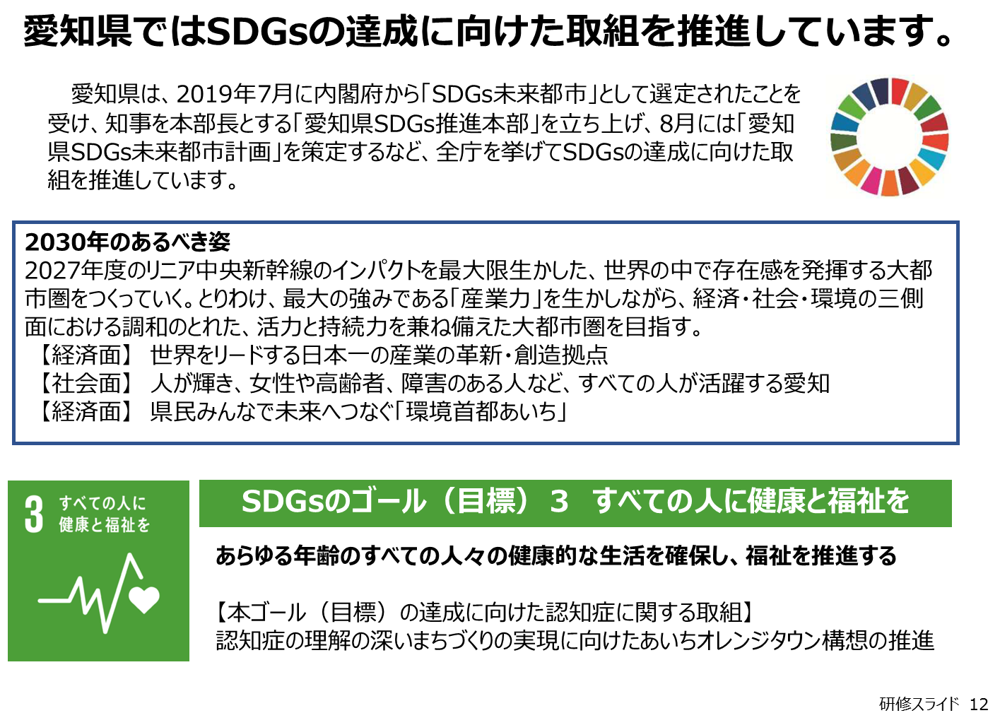 愛知県ではSDGsの達成に向けた取組を推進しています。
愛知県は、2019年7月に内閣府から「SDGs未来都市」として選定されたことを
受け、知事を本部長とする「愛知県SDGs推進本部」を立ち上げ、8月には「愛知
県SDGs未来都市計画」を策定するなど、全庁を挙げてSDGsの達成に向けた取
組を推進しています。
2030年のあるべき姿
2027年度のリニア中央新幹線のインパクトを最大限生かした、世界の中で存在感を発揮する大都
市圏をつくっていく。とりわけ、最大の強みである「産業力」を生かしながら、経済・社会・環境の三側
面における調和のとれた、活力と持続力を兼ね備えた大都市圏を目指す。
【経済面】 世界をリードする日本一の産業の革新・創造拠点
【社会面】 人が輝き、女性や高齢者、障害のある人など、すべての人が活躍する愛知
【経済面】 県民みんなで未来へつなぐ「環境首都あいち」
3 すべての人に
健康と福祉を
SDGsのゴール（目標）３ すべての人に健康と福祉を
あらゆる年齢のすべての人々の健康的な生活を確保し、福祉を推進する
【本ゴール（目標）の達成に向けた認知症に関する取組】
認知症の理解の深いまちづくりの実現に向けたあいちオレンジタウン構想の推進
研修スライド 12